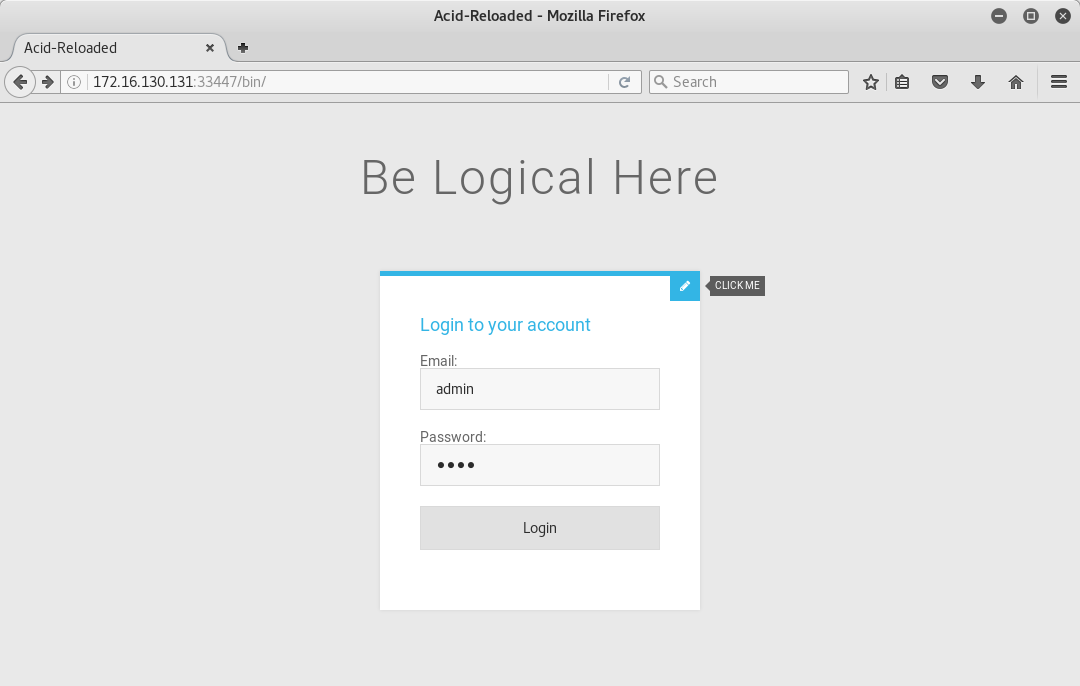 Acid-Reloaded - Mozilla Firefox
Acid-Reloaded
172.16.130.131:33447/bin/
Search
Be Logical Here
CLICK ME
Login to your account
Email:
admin
Password:
••••
Login